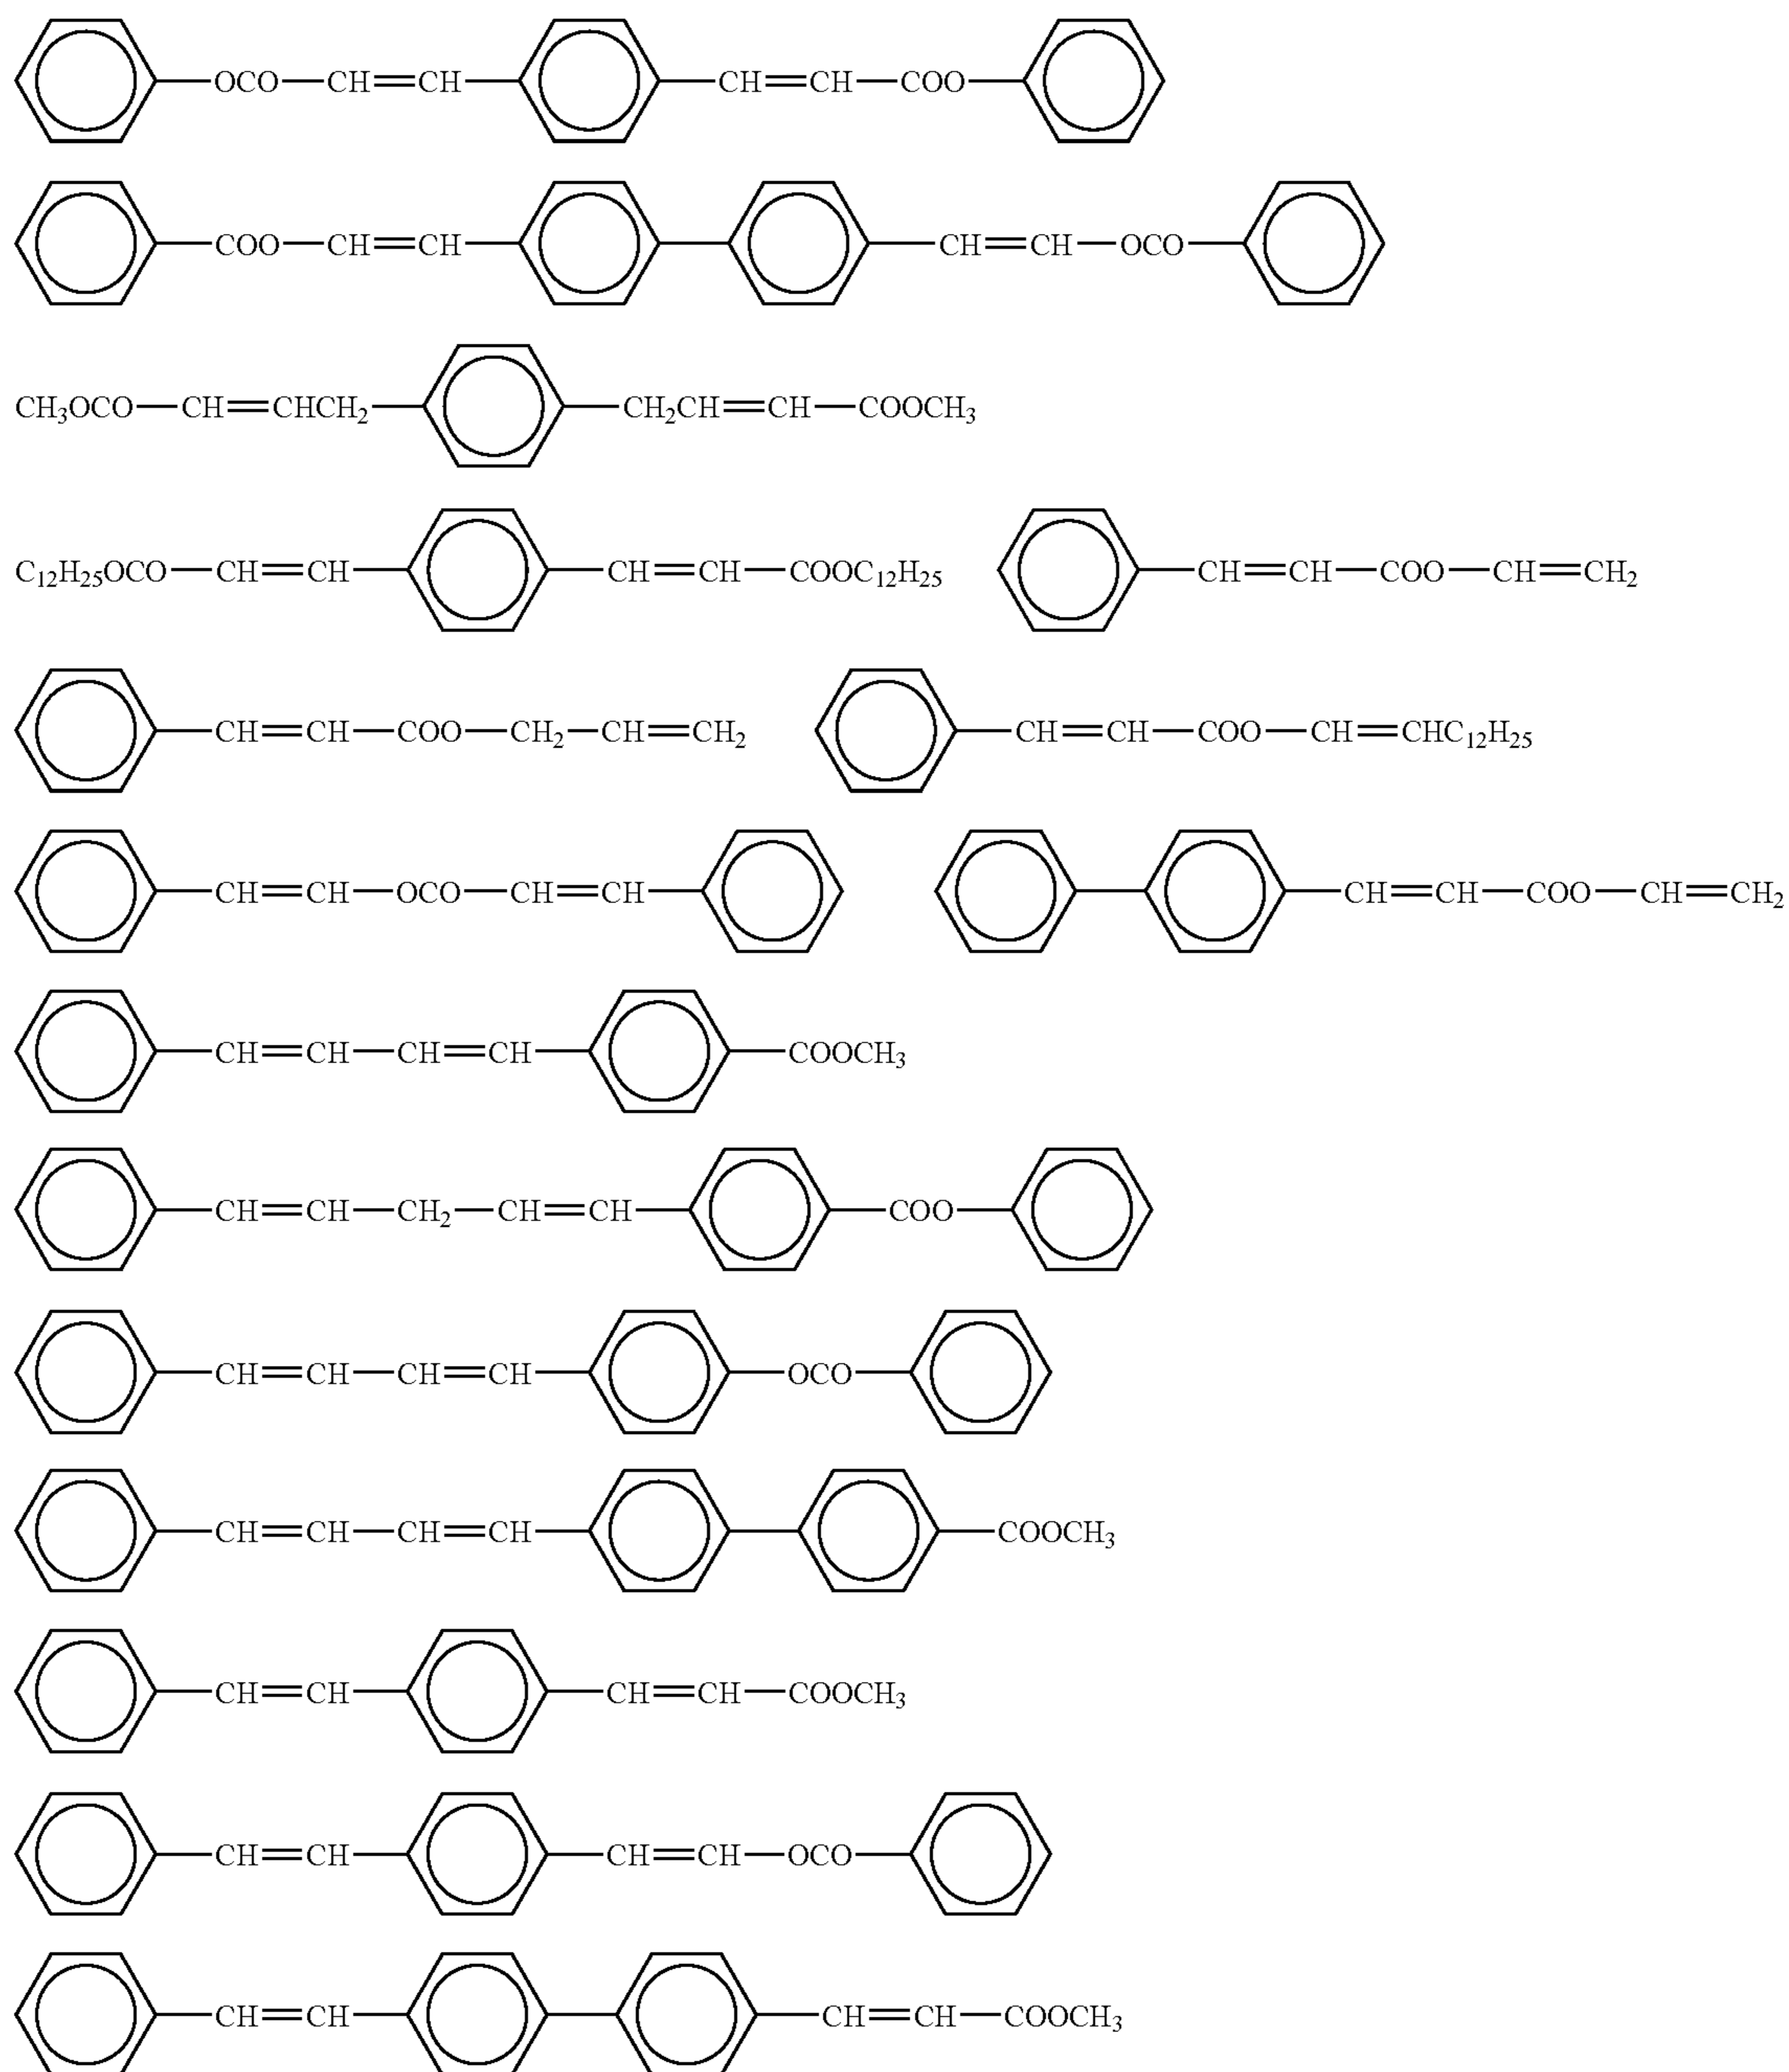 OCO CH CH CH CH COO
COO CH CH CH CH OCO
CH3OCO CH CHCH2 CH2CH CH COOCH3
C12H25OCO CH CH CH CH COOC12H25 CH CH COO CH CH2
CH CH COO CH2 CH CH2 CH CH COO CH CHC12H25
CH CH OCO CH CH CH CH COO CH CH2
CH CH CH CH COOCH3
CH CH CH2 CH CH COO
CH CH CH CH OCO
CH CH CH CH COOCH3
CH CH CH CH COOCH3
CH CH CH CH OCO
CH CH CH CH COOCH3